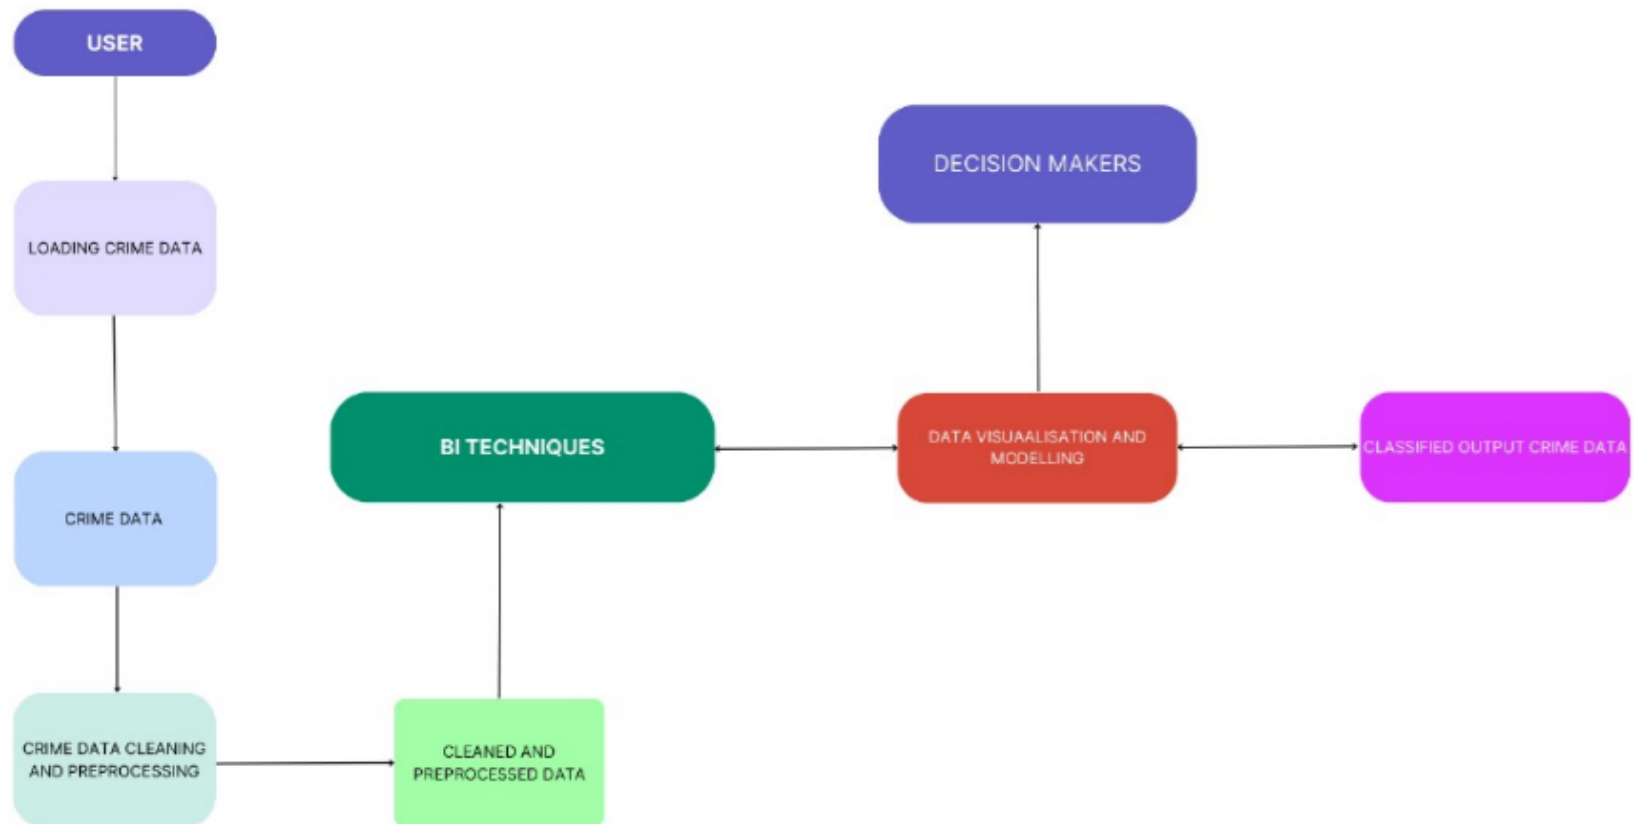 USER
LOADING CRIME DATA
CRIME DATA
CRIME DATA CLEANING
AND PREPROCESSING
CLEANED AND
PREPROCESSED DATA
BI TECHNIQUES
DATA VISUAALISATION AND
MODELLING
DECISION MAKERS
CLASSIFIED OUTPUT CRIME DATA